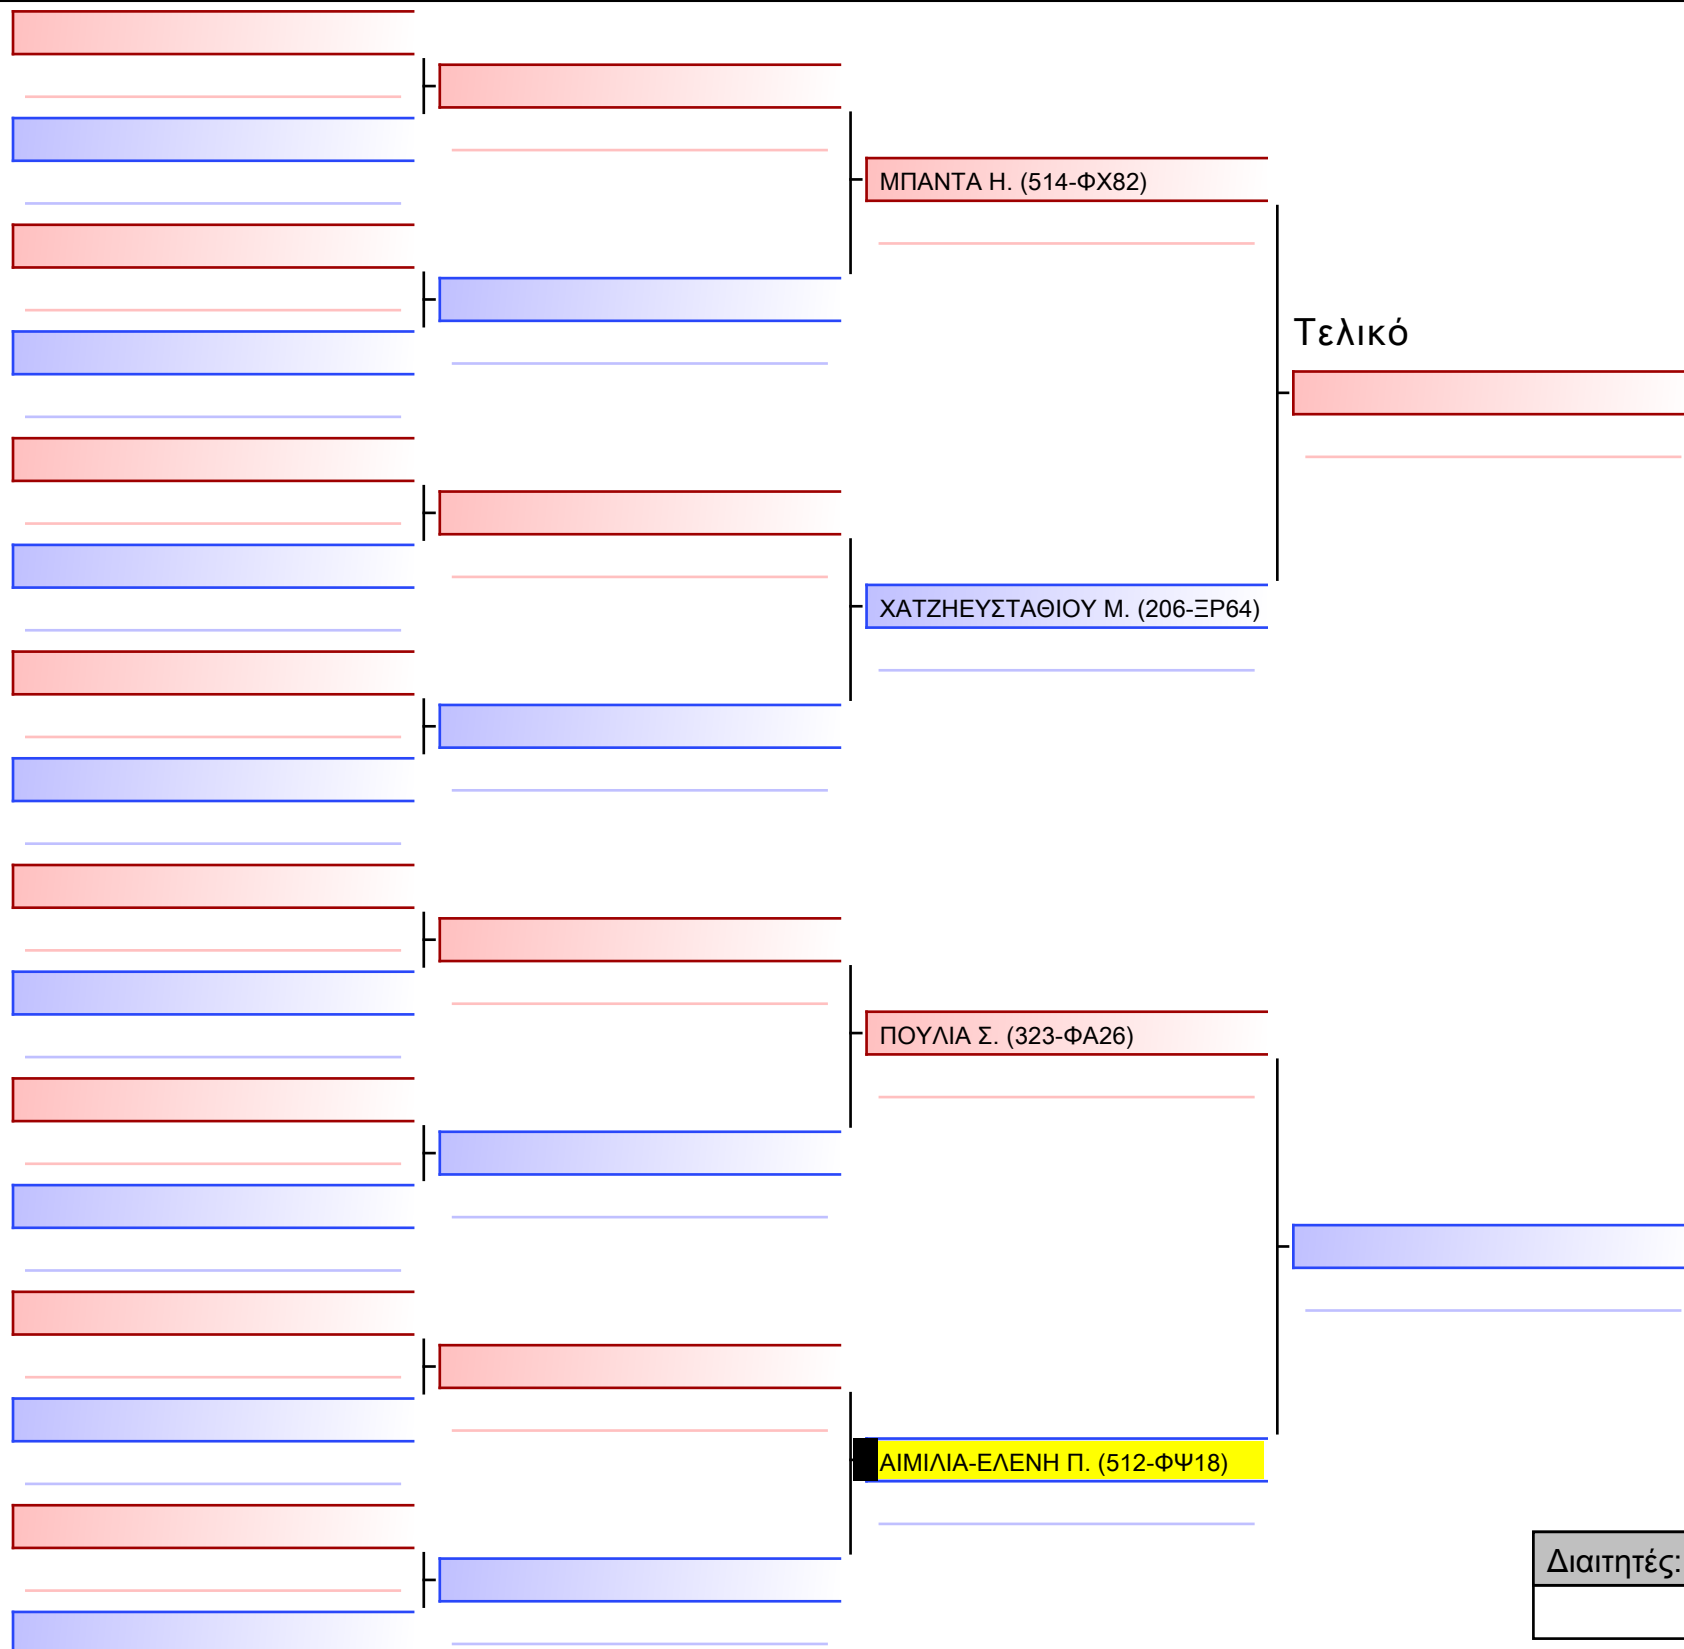 ΜΠΑΝΤΑ Η. (514-ΦΧ82)
Τελικό
ΧΑΤΖΗΕΥΣΤΑΘΙΟΥ Μ. (206-ΞΡ64)
ΠΟΥΛΙΑ Σ. (323-ΦΑ26)
ΑΙΜΙΛΙΑ-ΕΛΕΝΗ Π. (512-ΦΨ18)
Διαιτητές: